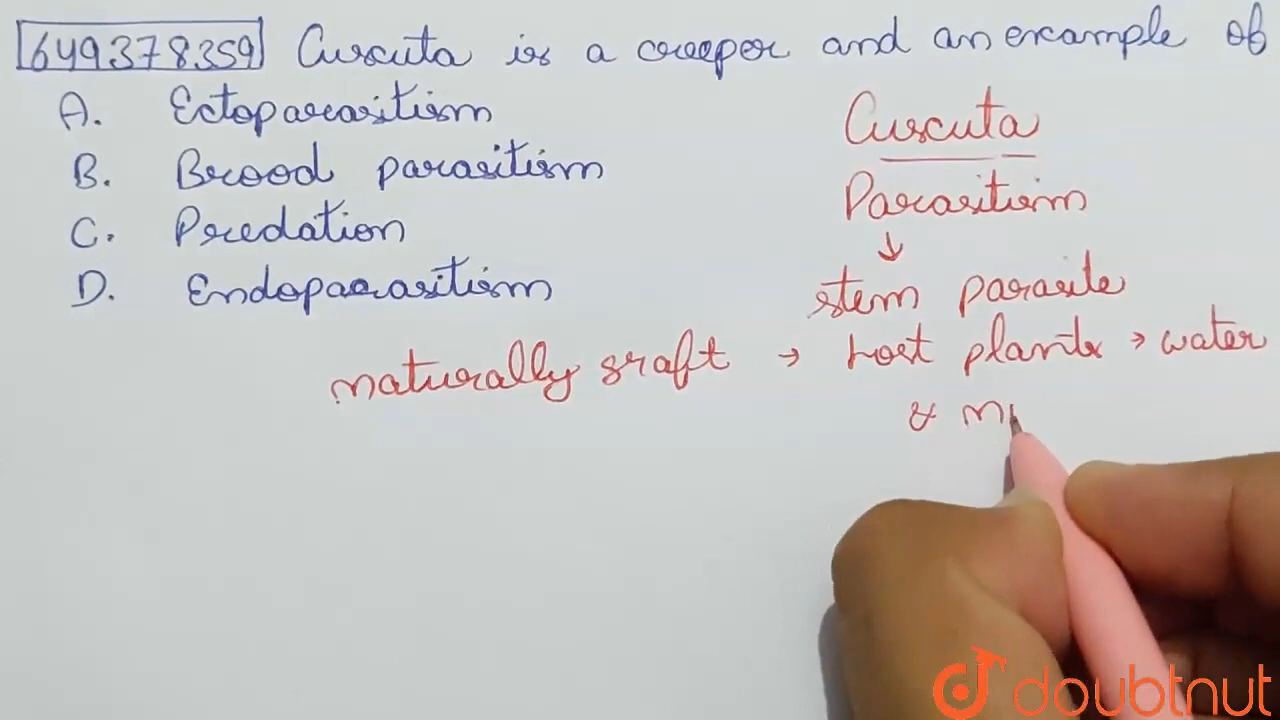 649378359 Cuscuta is a creeper and an example of
A. Ectoparasitism
B. Brood parasitism
C. Predation
D. Endoparasitism
Cuscuta
Parasitism
↓
stem parasite
naturally graft → host plants → water
& n
doubtnut